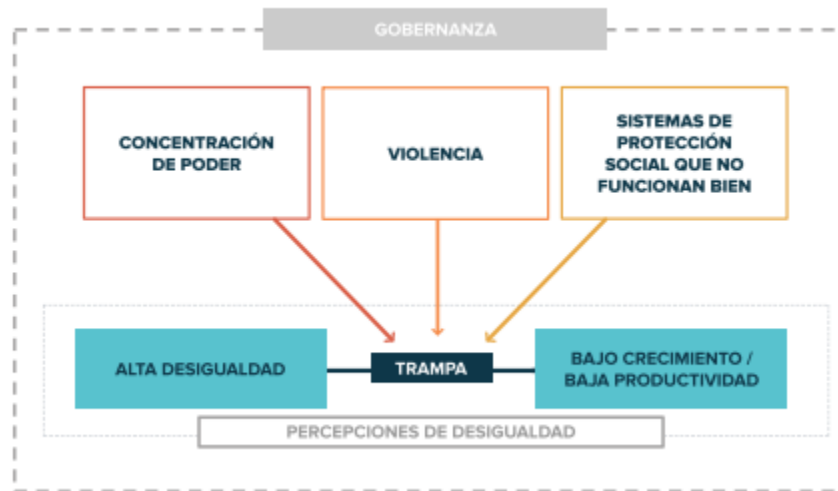 GOBERNANZA
CONCENTRACIÓN
DE PODER
VIOLENCIA
SISTEMAS DE
PROTECCIÓN
SOCIAL QUE NO
FUNCIONAN BIEN
ALTA DESIGUALDAD
TRAMPA
BAJO CRECIMIENTO /
BAJA PRODUCTIVIDAD
PERCEPCIONES DE DESIGUALDAD